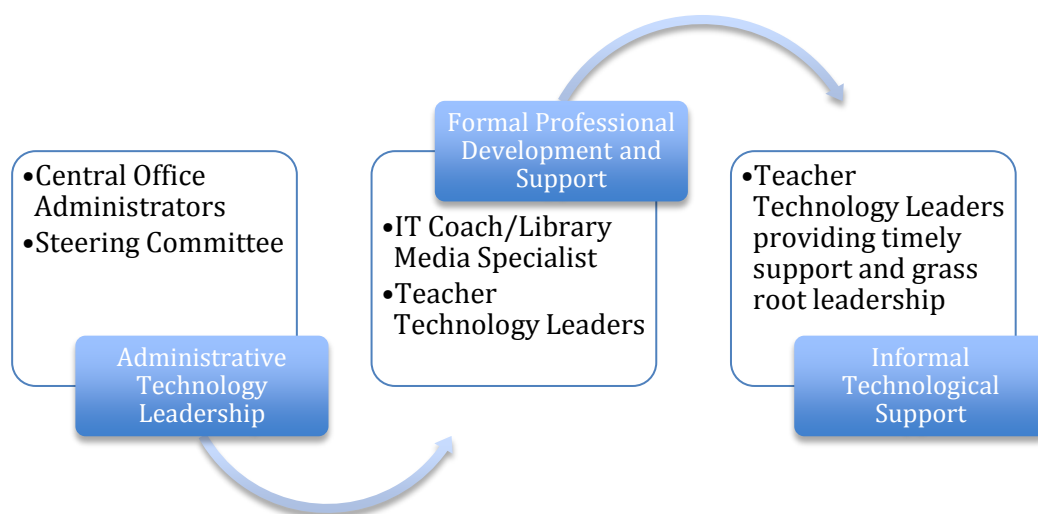 •Central Office
Administrators
•Steering Committee
Administrative
Technology
Leadership
Formal Professional
Development and
Support
•IT Coach/Library
Media Specialist
•Teacher
Technology Leaders
•Teacher
Technology Leaders
providing timely
support and grass
root leadership
Informal
Technological
Support